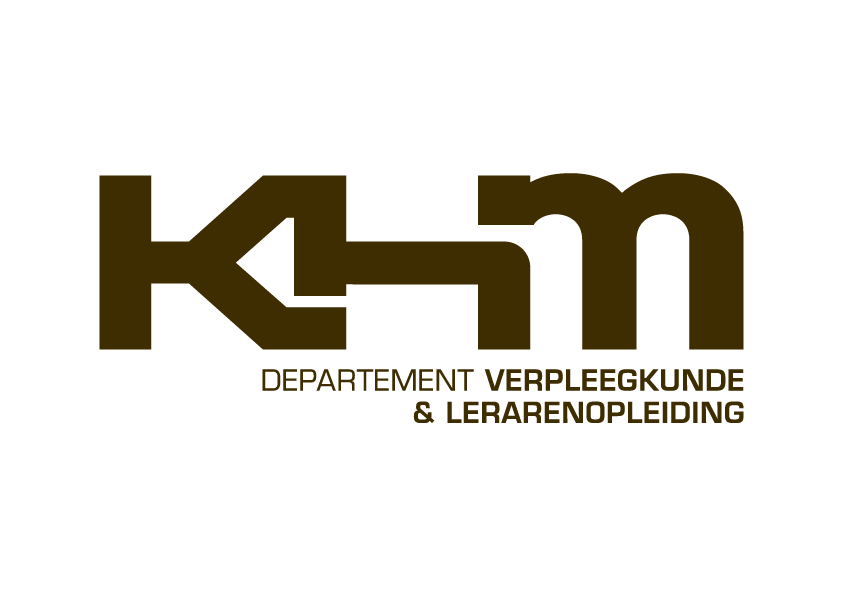 KHm
DEPARTEMENT VERPLEEGKUNDE
& LERARENOPLEIDING